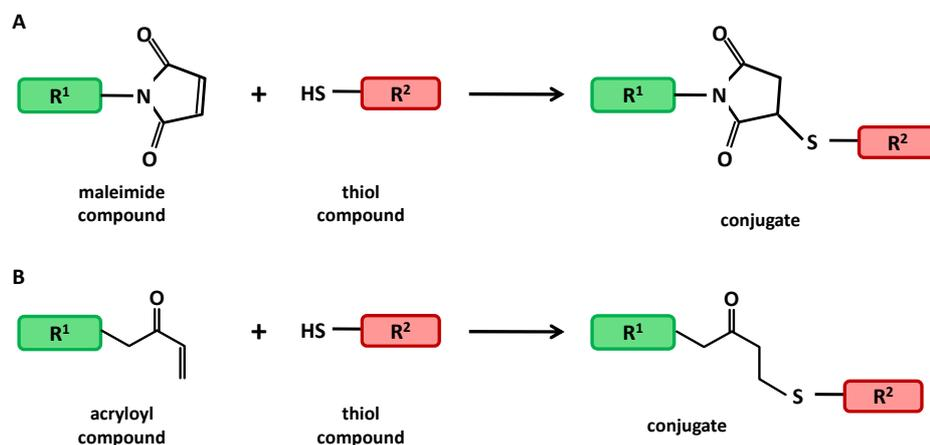 A
O
R¹
N
+
HS
R²
O
maleimide
compound
thiol
compound
O
R¹
N
O
S
R²
conjugate
B
O
R¹
+
HS
R²
acryloyl
compound
thiol
compound
O
R¹
S
R²
conjugate